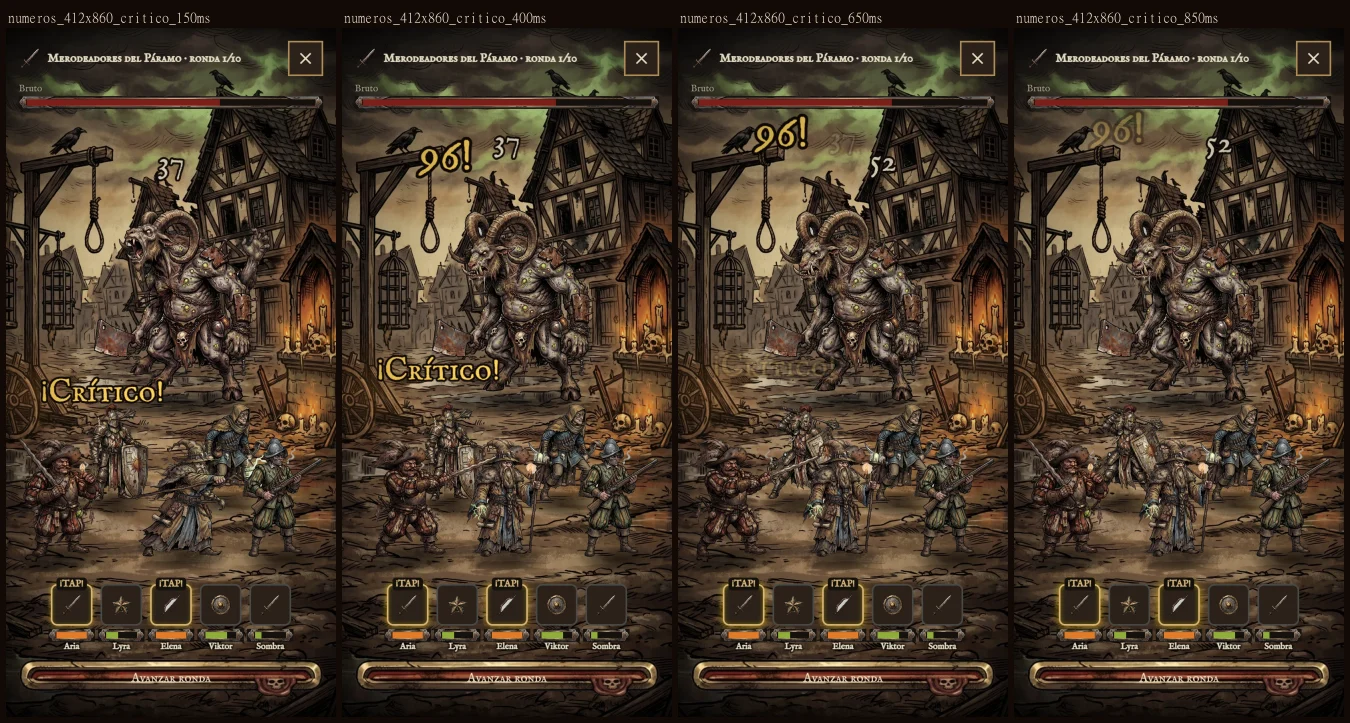 numeros_412x860_critico_150ms
Merodeadores del Páramo · ronda 1/10
Bruto
37
¡Crítico!
¡TAP! ¡TAP!
Aria Lyra Elena Viktor Sombra
Avanzar ronda
numeros_412x860_critico_400ms
Merodeadores del Páramo · ronda 1/10
Bruto
96! 37
¡Crítico!
¡TAP! ¡TAP!
Aria Lyra Elena Viktor Sombra
Avanzar ronda
numeros_412x860_critico_650ms
Merodeadores del Páramo · ronda 1/10
Bruto
96! 37
52
¡Crítico!
¡TAP! ¡TAP!
Aria Lyra Elena Viktor Sombra
Avanzar ronda
numeros_412x860_critico_850ms
Merodeadores del Páramo · ronda 1/10
Bruto
96!
52
¡TAP! ¡TAP!
Aria Lyra Elena Viktor Sombra
Avanzar ronda